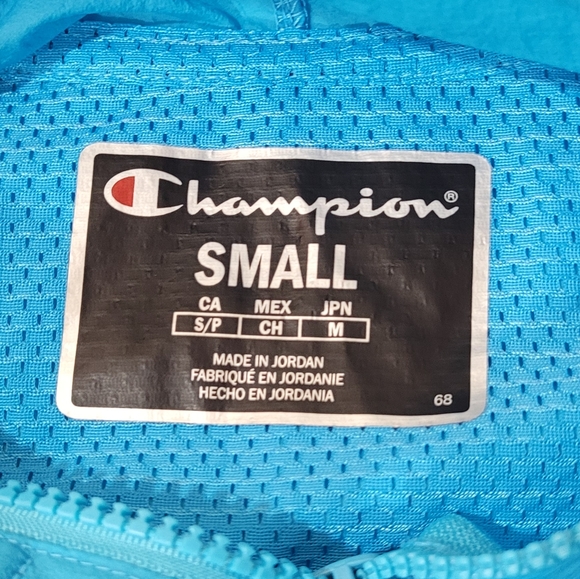 Champion®
SMALL
CA MEX JPN
S/P CH M
MADE IN JORDAN
FABRIQUÉ EN JORDANIE
HECHO EN JORDANIA
68